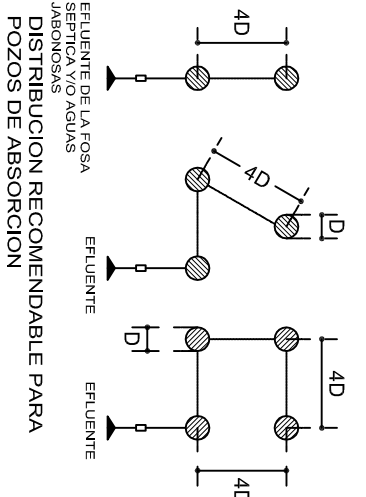 4D
EFLUENTE DE LA FOSA
SEPTICA Y/O AGUAS
JABONOSAS
4D
D
EFLUENTE
4D
D
EFLUENTE
4D
DISTRIBUCION RECOMENDABLE PARA
POZOS DE ABSORCION